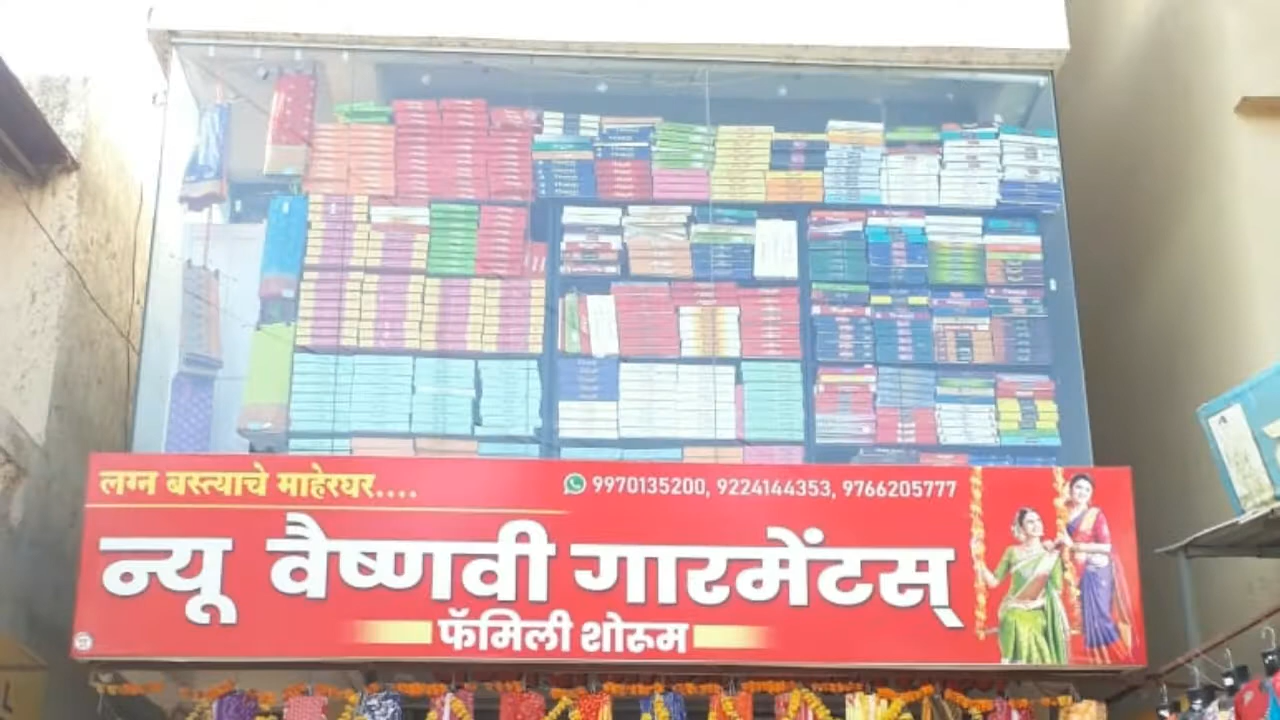 लग्न बस्त्याचे माहेरघर....
9970135200, 9224144353, 9766205777
न्यू वैष्णवी गारमेंटस्
फॅमिली शोरूम